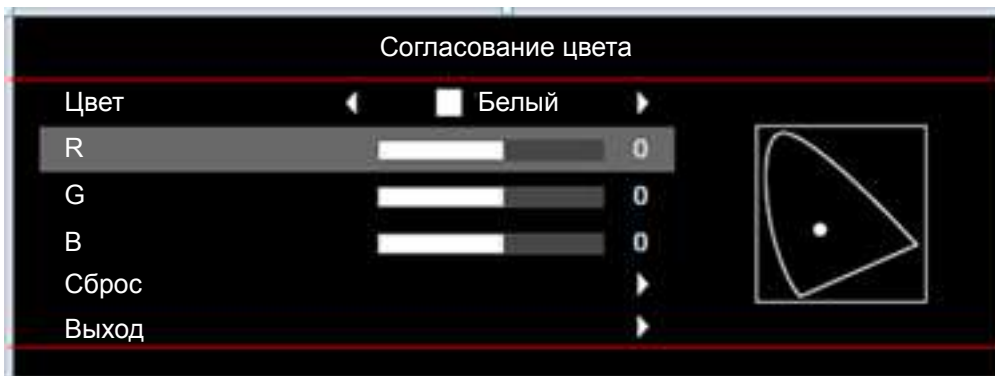 Согласование цвета
Цвет Белый
R 0
G 0
B 0
Сброс
Выход